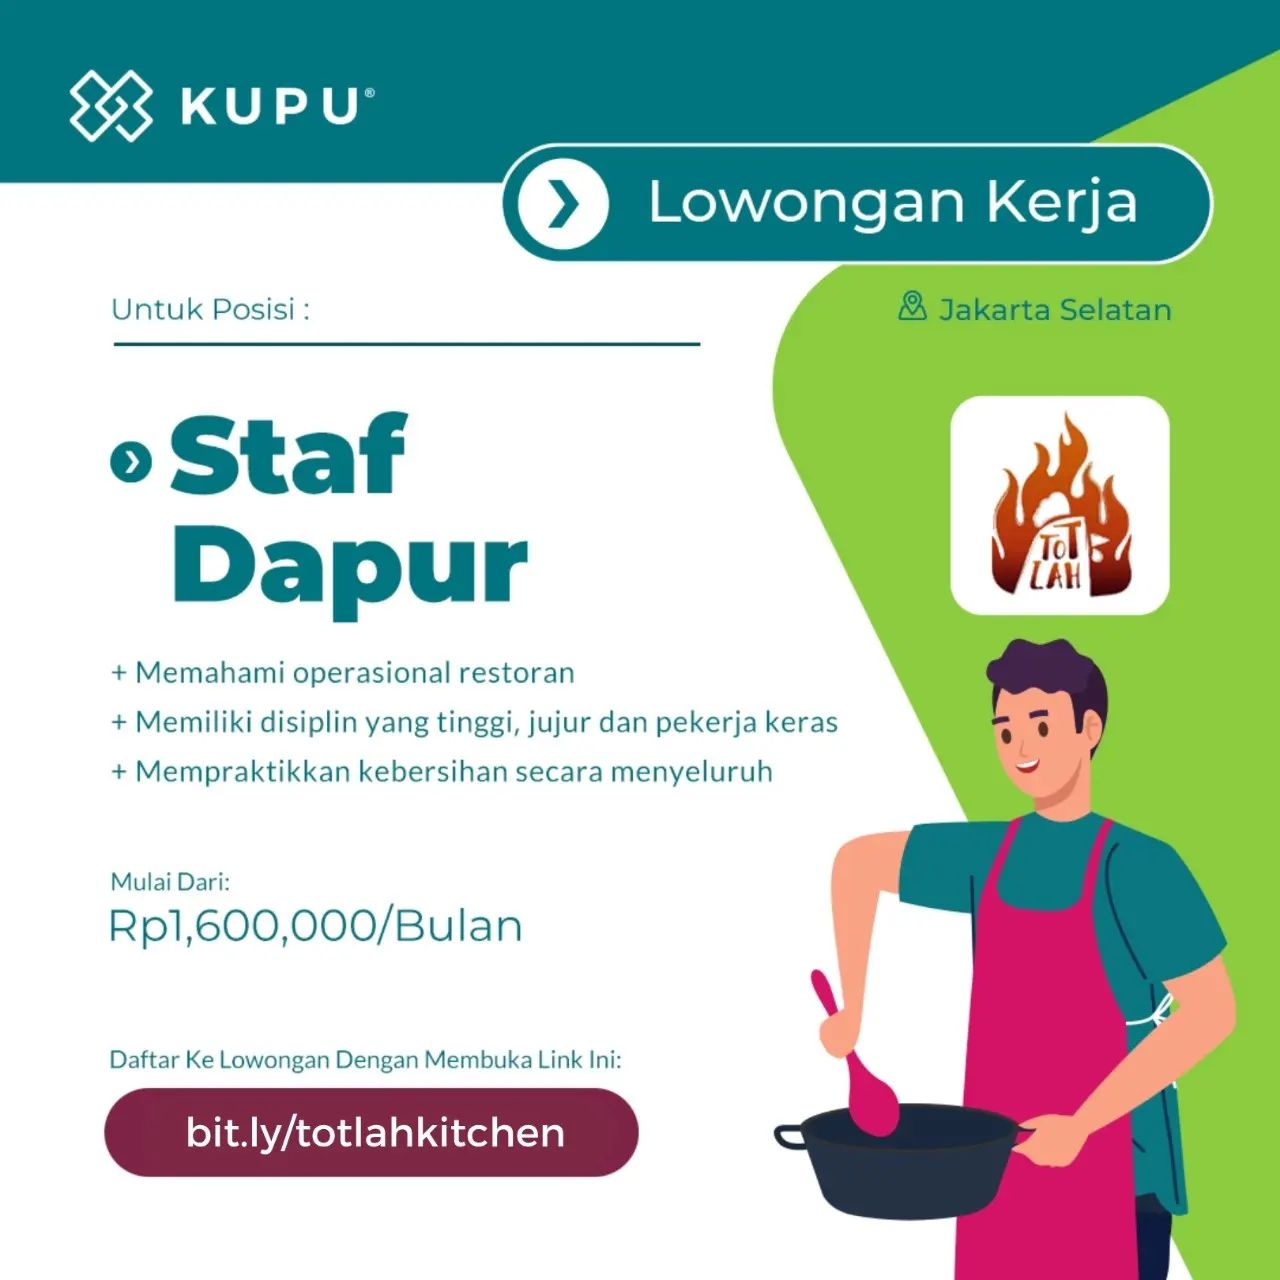 KUPU®
Lowongan Kerja
Untuk Posisi :
Jakarta Selatan
Staf
Dapur
TOT
LAH
+ Memahami operasional restoran
+ Memiliki disiplin yang tinggi, jujur dan pekerja keras
+ Mempraktikkan kebersihan secara menyeluruh
Mulai Dari:
Rp1,600,000/Bulan
Daftar Ke Lowongan Dengan Membuka Link Ini:
bit.ly/totlahkitchen